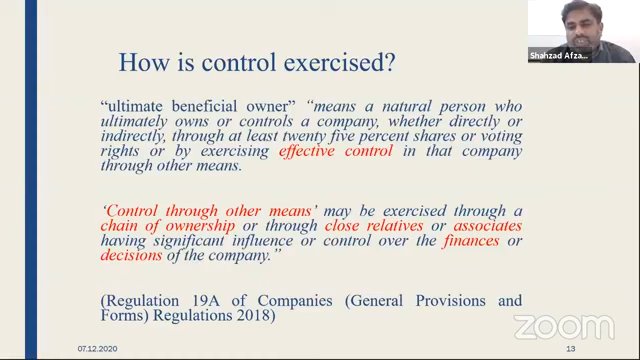 How is control exercised?
Shahzad Afza...
“ultimate beneficial owner” “means a natural person who
ultimately owns or controls a company, whether directly or
indirectly, through at least twenty five percent shares or voting
rights or by exercising effective control in that company
through other means.
‘Control through other means’ may be exercised through a
chain of ownership or through close relatives or associates
having significant influence or control over the finances or
decisions of the company.”
(Regulation 19A of Companies (General Provisions and
Forms) Regulations 2018)
zoom
07.12.2020
13